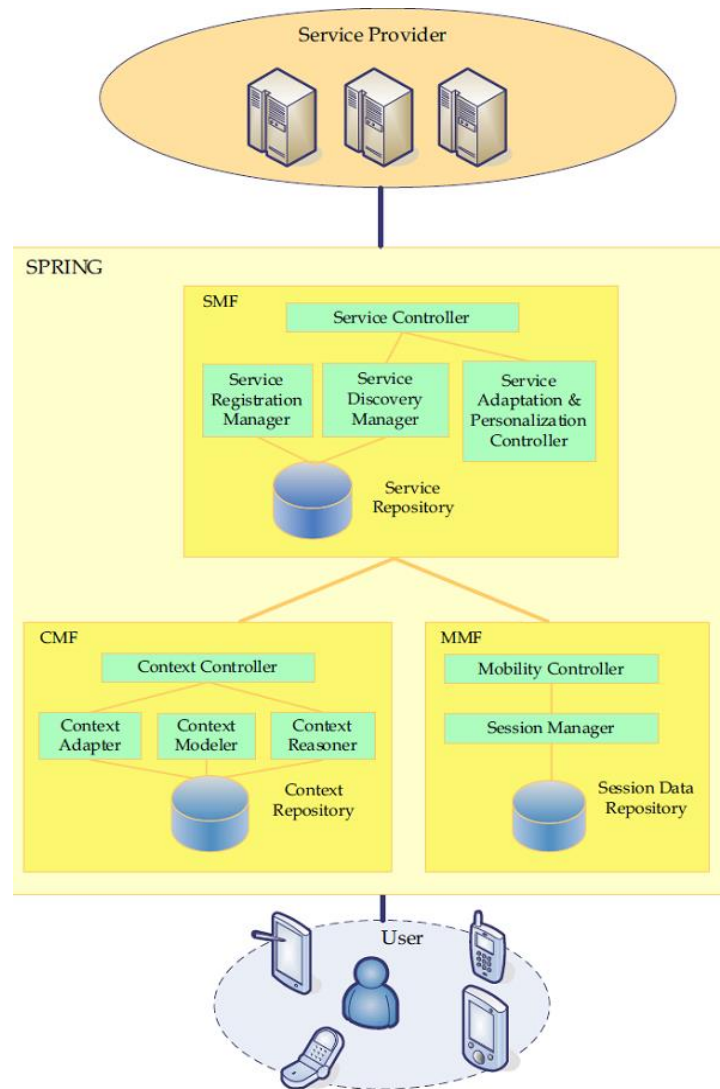 Service Provider
SPRING
SMF
Service Controller
Service
Registration
Manager
Service
Discovery
Manager
Service
Adaptation &
Personalization
Controller
Service
Repository
CMF
Context Controller
Context
Adapter
Context
Modeler
Context
Reasoner
Context
Repository
MMF
Mobility Controller
Session Manager
Session Data
Repository
User